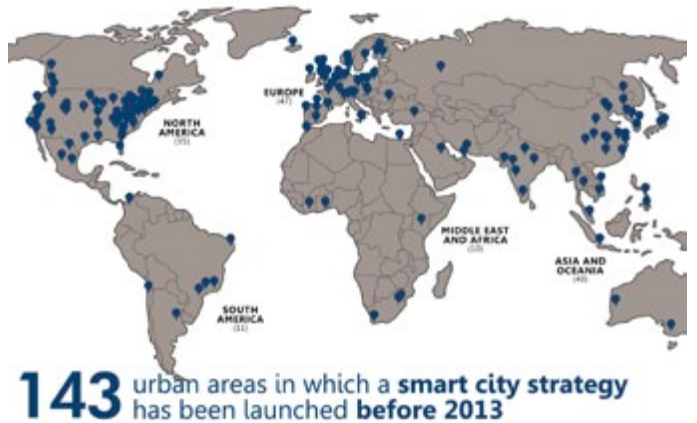 EUROPE
(47)
NORTH
AMERICA
(35)
MIDDLE EAST
AND AFRICA
(10)
ASIA AND
OCEANIA
(40)
SOUTH
AMERICA
(11)
143 urban areas in which a smart city strategy
has been launched before 2013